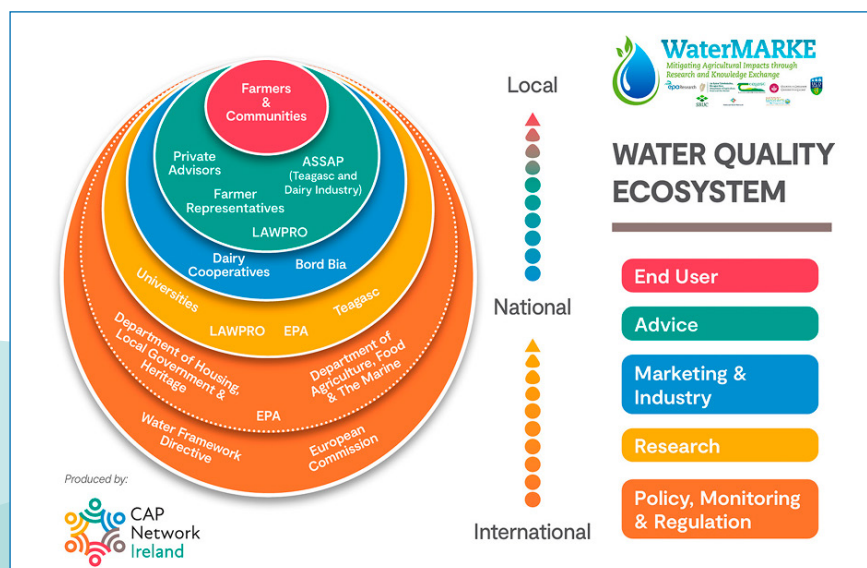 Farmers
&
Communities
Private
Advisors
ASSAP
(Teagasc and
Dairy Industry)
Farmer
Representatives
LAWPRO
Dairy
Cooperatives
Bord Bia
Universities
LAWPRO
EPA
Teagasc
Department of Housing,
Local Government &
Heritage
Department of
Agriculture, Food
& The Marine
EPA
Water Framework
Directive
European
Commission
Produced by:
CAP
Network
Ireland
Local
National
International
WaterMARKE
Mitigating Agricultural Impacts through
Research and Knowledge Exchange
epa Research
SRUC
WATER QUALITY
ECOSYSTEM
End User
Advice
Marketing &
Industry
Research
Policy, Monitoring
& Regulation